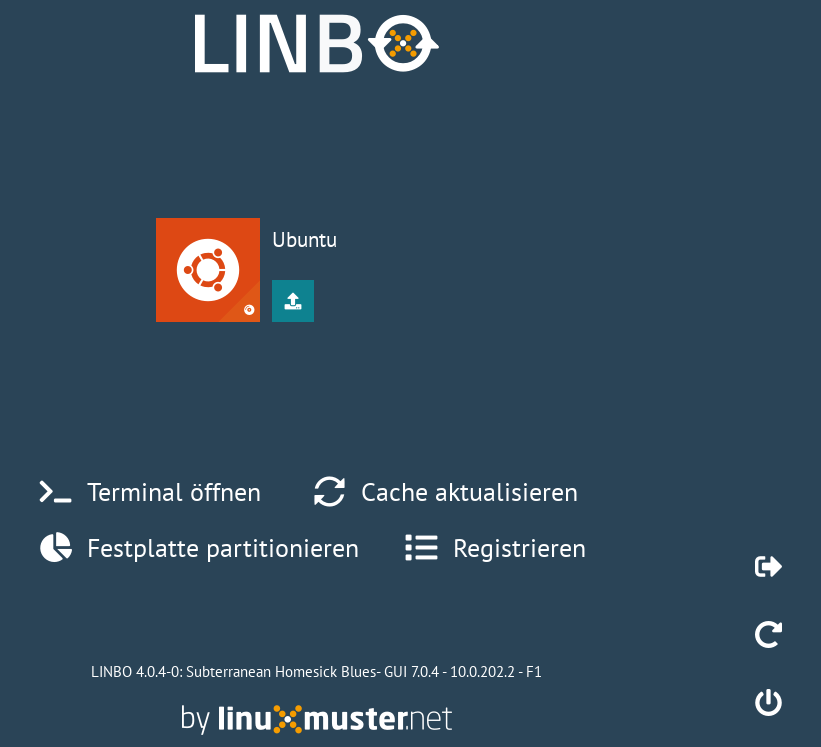 LINBO
Ubuntu
Terminal öffnen
Cache aktualisieren
Festplatte partitionieren
Registrieren
LINBO 4.0.4-0: Subterranean Homesick Blues- GUI 7.0.4 - 10.0.202.2 - F1
by linuxmuster.net